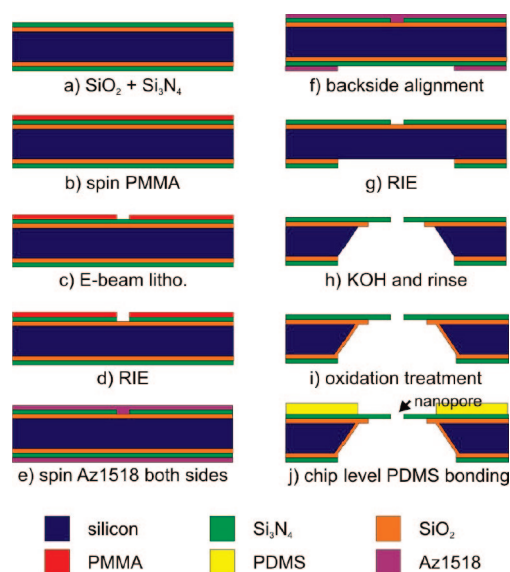 a) SiO₂ + Si₃N₄
b) spin PMMA
c) E-beam litho.
d) RIE
e) spin Az1518 both sides
f) backside alignment
g) RIE
h) KOH and rinse
i) oxidation treatment
nanopore
j) chip level PDMS bonding
silicon
Si₃N₄
SiO₂
PMMA
PDMS
Az1518